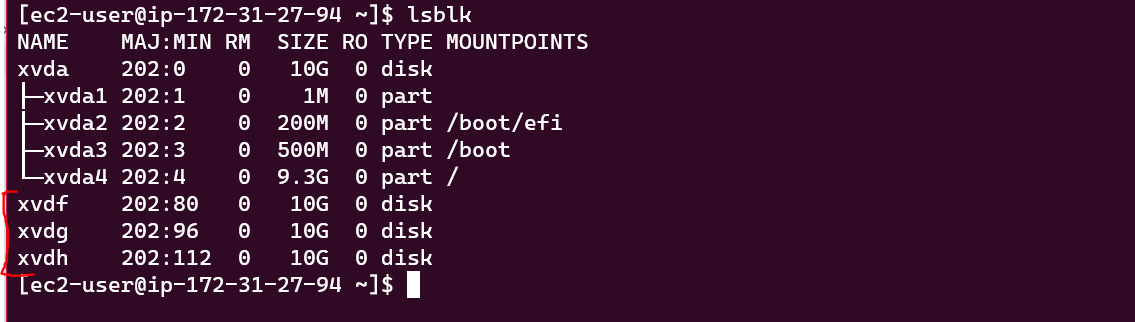 [ec2-user@ip-172-31-27-94 ~]$ lsblk
NAME    MAJ:MIN RM  SIZE RO TYPE MOUNTPOINTS
xvda    202:0    0   10G  0 disk
├─xvda1 202:1    0    1M  0 part
├─xvda2 202:2    0  200M  0 part /boot/efi
├─xvda3 202:3    0  500M  0 part /boot
└─xvda4 202:4    0  9.3G  0 part /
xvdf    202:80   0   10G  0 disk
xvdg    202:96   0   10G  0 disk
xvdh    202:112  0   10G  0 disk
[ec2-user@ip-172-31-27-94 ~]$